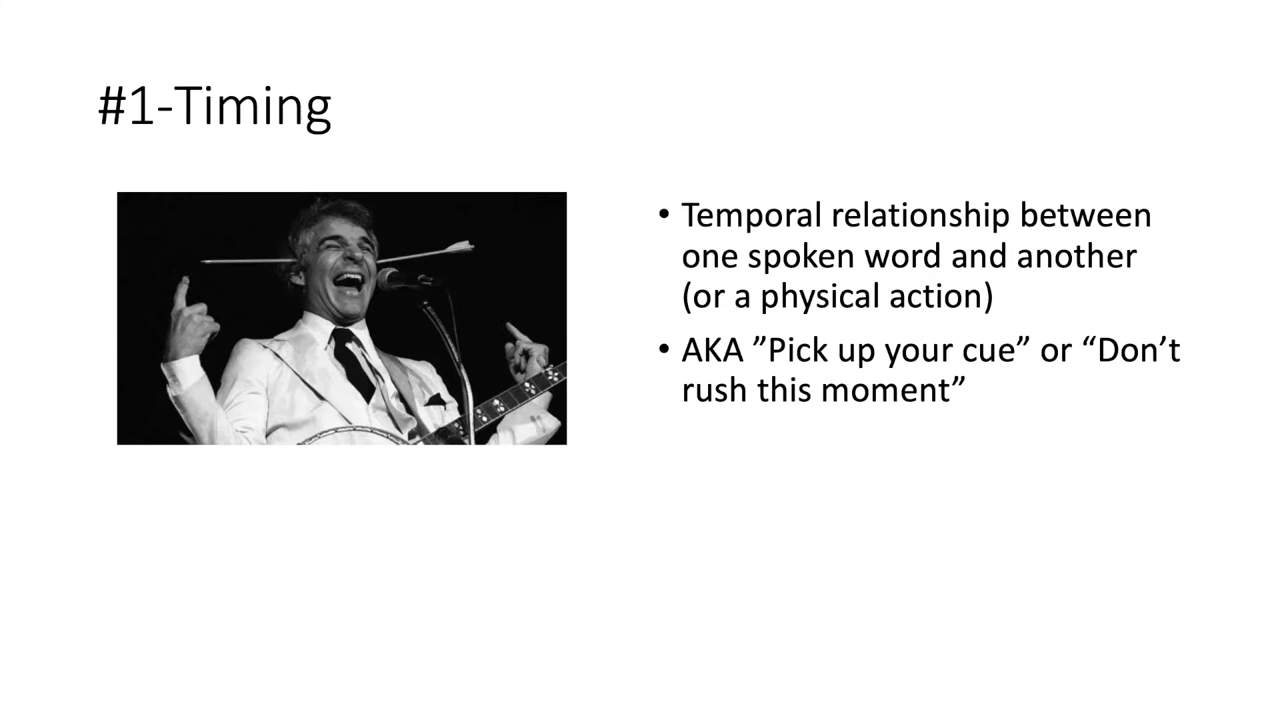 #1-Timing
• Temporal relationship between
one spoken word and another
(or a physical action)
• AKA ”Pick up your cue” or “Don’t
rush this moment”